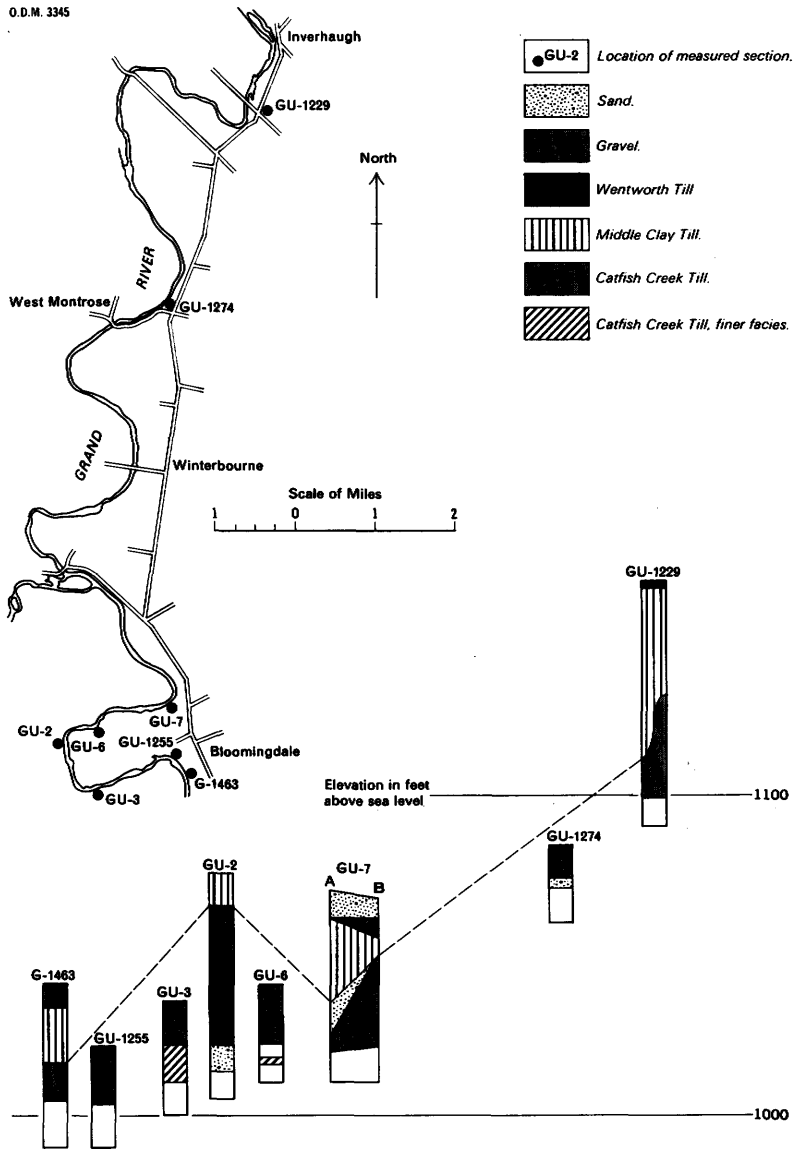 O.D.M. 3345
Inverhaugh
GU-1229
North
RIVER
West Montrose
GU-1274
GRAND
Winterbourne
Scale of Miles
1 0 1 2
GU-7
GU-2
GU-6
GU-1255
Bloomingdale
G-1463
GU-3
GU-2 Location of measured section.
Sand.
Gravel.
Wentworth Till
Middle Clay Till.
Catfish Creek Till.
Catfish Creek Till, finer facies.
GU-1229
Elevation in feet
above sea level
1100
GU-1274
GU-2
GU-7
A B
G-1463
GU-3
GU-6
GU-1255
1000